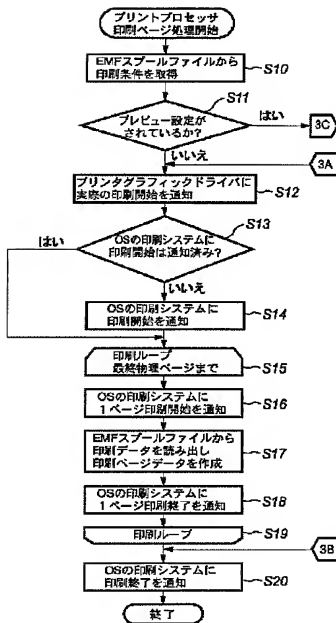 プリントプロセッサ
印刷ページ処理開始
EMFスプールファイルから
印刷条件を取得
S10
S11
プレビュー設定が
されているか?
はい
3C
いいえ
3A
プリンタグラフィックドライバに
実際の印刷開始を通知
S12
S13
はい
OSの印刷システムに
印刷開始は通知済み?
いいえ
OSの印刷システムに
印刷開始を通知
S14
印刷ループ
最終物理ページまで
S15
OSの印刷システムに
1ページ印刷開始を通知
S16
EMFスプールファイルから
印刷データを読み出し
印刷ページデータを作成
S17
OSの印刷システムに
1ページ印刷終了を通知
S18
印刷ループ
S19
3B
OSの印刷システムに
印刷終了を通知
S20
終了